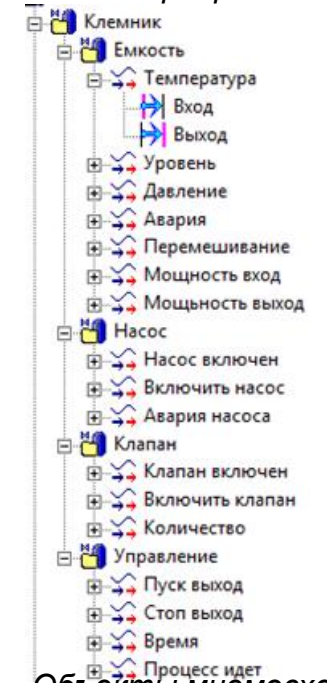 Клемник
Емкость
Температура
Вход
Выход
Уровень
Давление
Авария
Перемешивание
Мощность вход
Мощьность выход
Насос
Насос включен
Включить насос
Авария насоса
Клапан
Клапан включен
Включить клапан
Количество
Управление
Пуск выход
Стоп выход
Время
Процесс идет